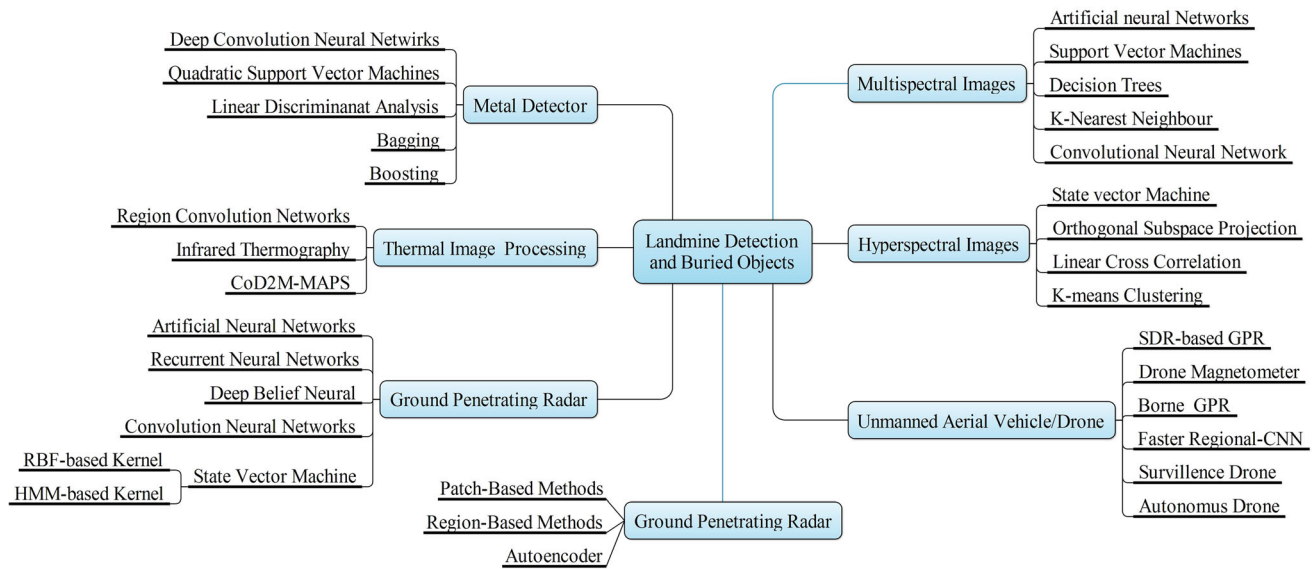 Landmine Detection
and Buried Objects
Metal Detector
Deep Convolution Neural Netwirks
Quadratic Support Vector Machines
Linear Discriminanat Analysis
Bagging
Boosting
Thermal Image Processing
Region Convolution Networks
Infrared Thermography
CoD2M-MAPS
Ground Penetrating Radar
Artificial Neural Networks
Recurrent Neural Networks
Deep Belief Neural
Convolution Neural Networks
State Vector Machine
RBF-based Kernel
HMM-based Kernel
Ground Penetrating Radar
Patch-Based Methods
Region-Based Methods
Autoencoder
Multispectral Images
Artificial neural Networks
Support Vector Machines
Decision Trees
K-Nearest Neighbour
Convolutional Neural Network
Hyperspectral Images
State vector Machine
Orthogonal Subspace Projection
Linear Cross Correlation
K-means Clustering
Unmanned Aerial Vehicle/Drone
SDR-based GPR
Drone Magnetometer
Borne GPR
Faster Regional-CNN
Survillence Drone
Autonomus Drone